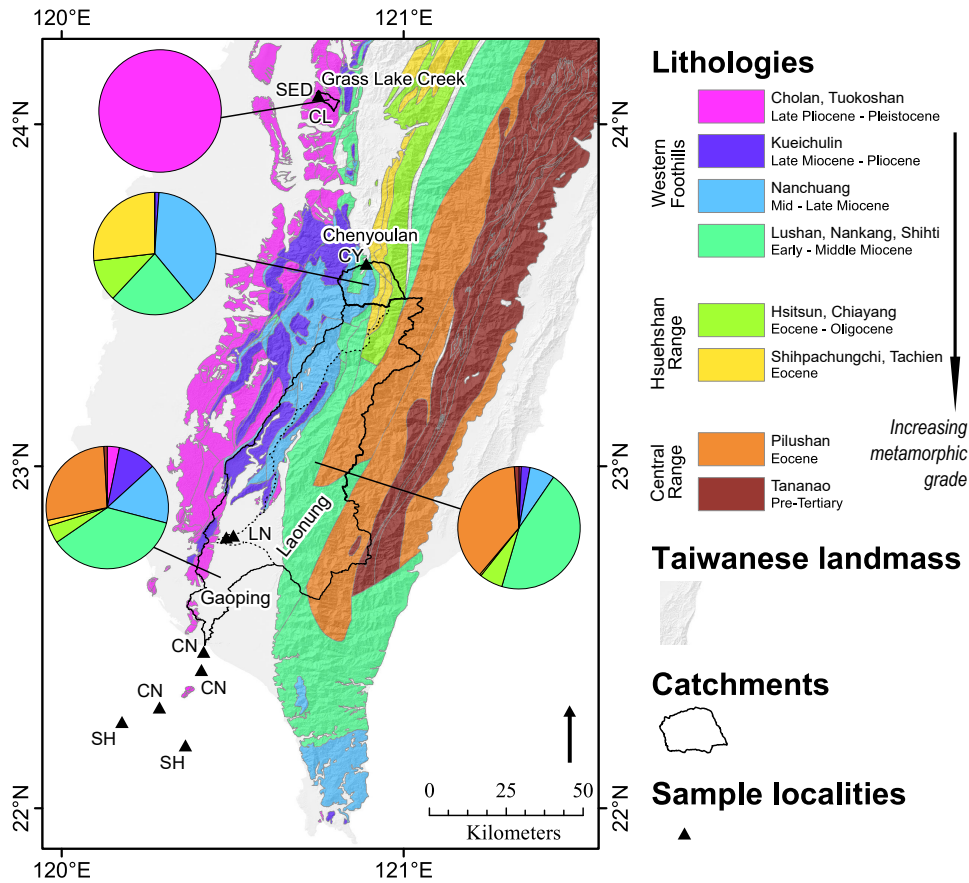 120°E
121°E
24°N
23°N
22°N
24°N
23°N
22°N
120°E
121°E
SED
Grass Lake Creek
CL
Chenyoulan
CY
LN
Laonung
Gaoping
CN
CN
CN
SH
SH
0 25 50
Kilometers
Lithologies
Western
Foothills
Cholan, Tuokoshan
Late Pliocene - Pleistocene
Kueichulin
Late Miocene - Pliocene
Nanchuang
Mid - Late Miocene
Lushan, Nankang, Shihti
Early - Middle Miocene
Hsuehshan
Range
Hsitsun, Chiayang
Eocene - Oligocene
Shihpachungchi, Tachien
Eocene
Central
Range
Pilushan
Eocene
Tananao
Pre-Tertiary
Increasing
metamorphic
grade
Taiwanese landmass
Catchments
Sample localities